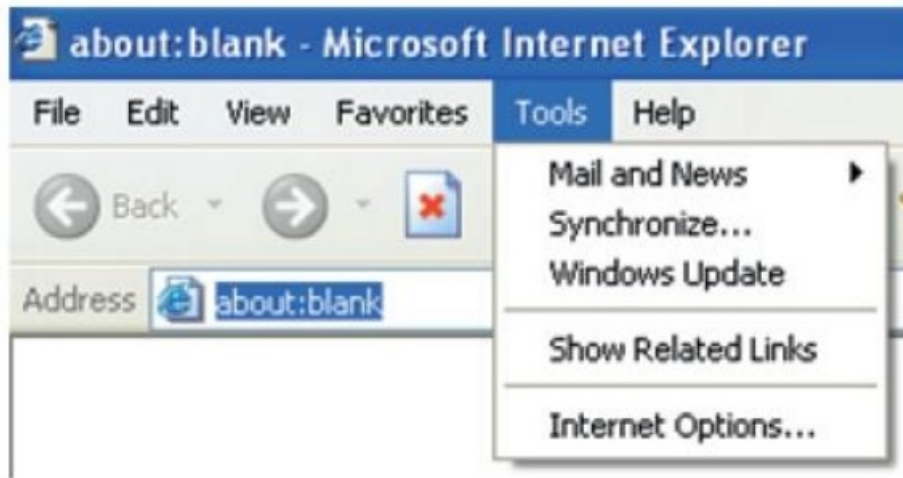 about:blank - Microsoft Internet Explorer
File Edit View Favorites Tools Help
Back
Address about:blank
Mail and News
Synchronize...
Windows Update
Show Related Links
Internet Options...